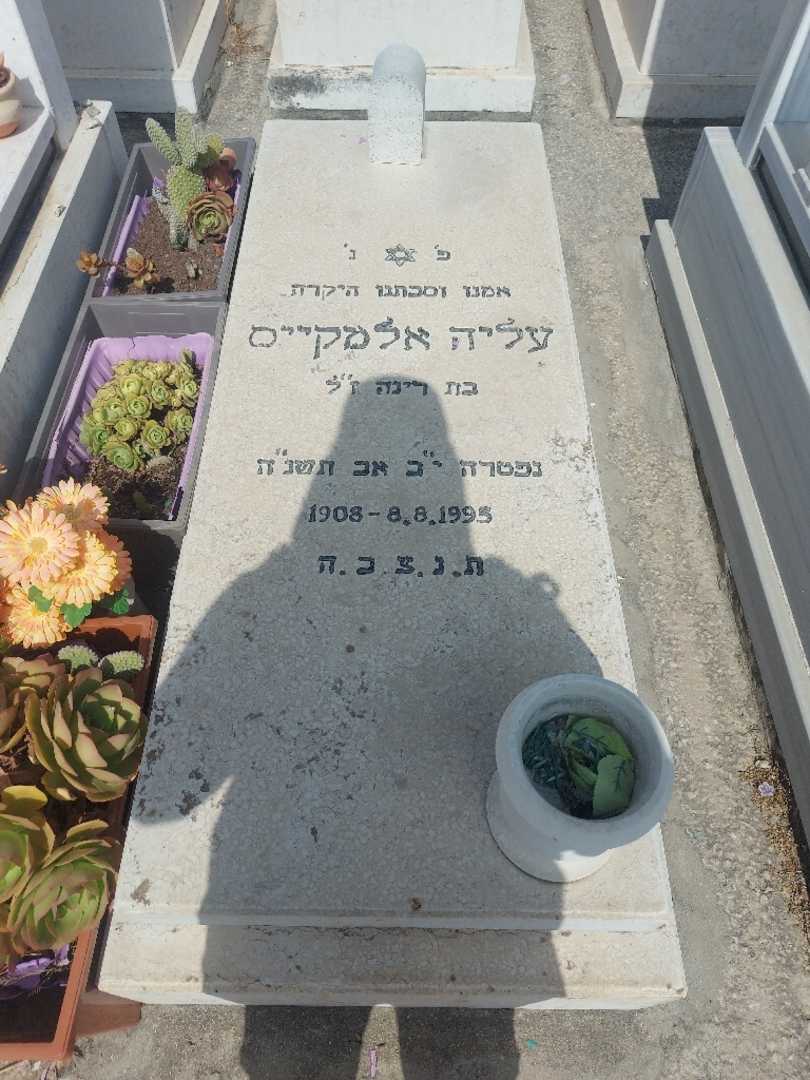 פ' נ'
אמנו וסבתנו היקרה
עליה אלמקייס
בת רינה ז"ל
נפטרה י"ב אב תשנ"ה
1908-8.8.1995
ת.נ.צ.ב.ה